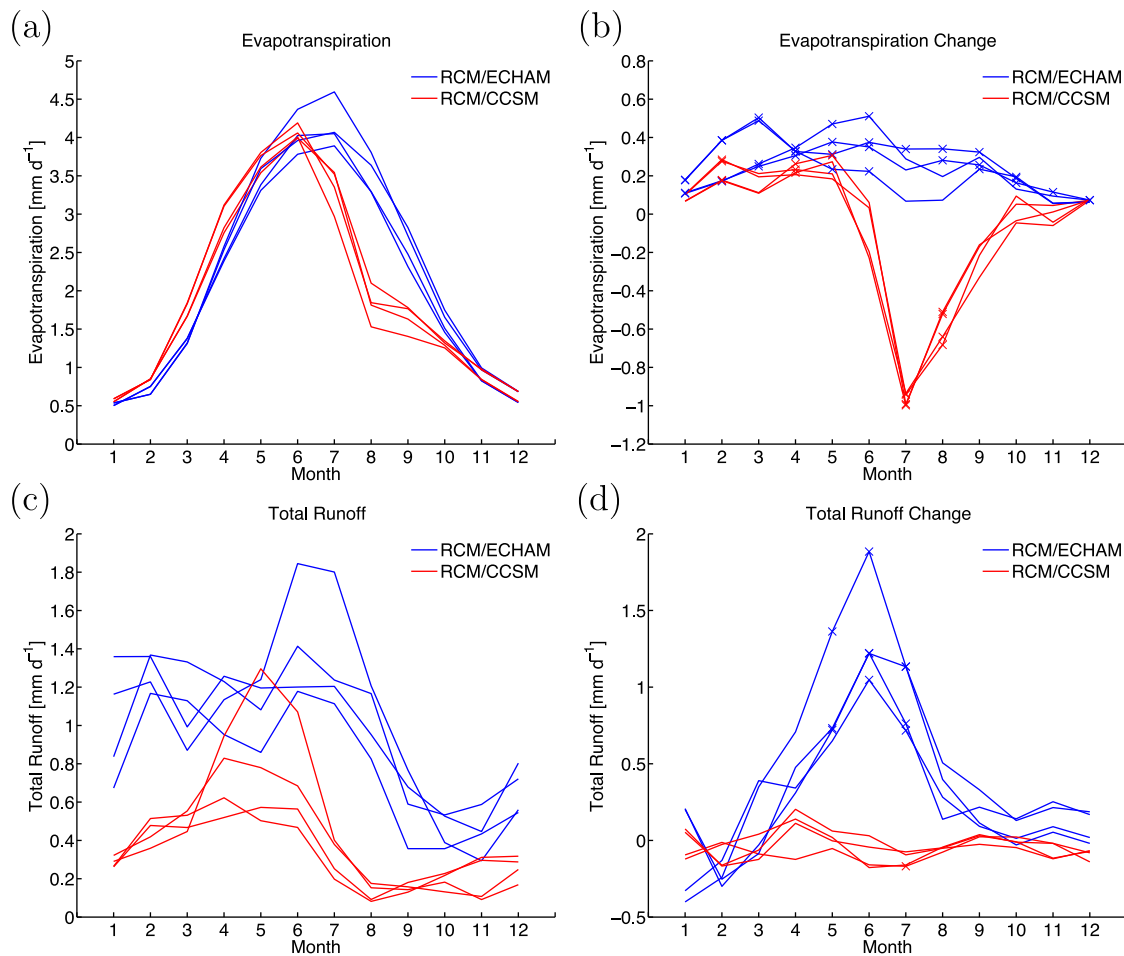 (a)
Evapotranspiration
Evapotranspiration [mm d⁻¹]
5
4.5
4
3.5
3
2.5
2
1.5
1
0.5
0
RCM/ECHAM
RCM/CCSM
1 2 3 4 5 6 7 8 9 10 11 12
Month
(b)
Evapotranspiration Change
Evapotranspiration [mm d⁻¹]
0.8
0.6
0.4
0.2
0
−0.2
−0.4
−0.6
−0.8
−1
−1.2
RCM/ECHAM
RCM/CCSM
1 2 3 4 5 6 7 8 9 10 11 12
Month
(c)
Total Runoff
Total Runoff [mm d⁻¹]
2
1.8
1.6
1.4
1.2
1
0.8
0.6
0.4
0.2
0
RCM/ECHAM
RCM/CCSM
1 2 3 4 5 6 7 8 9 10 11 12
Month
(d)
Total Runoff Change
Total Runoff [mm d⁻¹]
2
1.5
1
0.5
0
−0.5
RCM/ECHAM
RCM/CCSM
1 2 3 4 5 6 7 8 9 10 11 12
Month